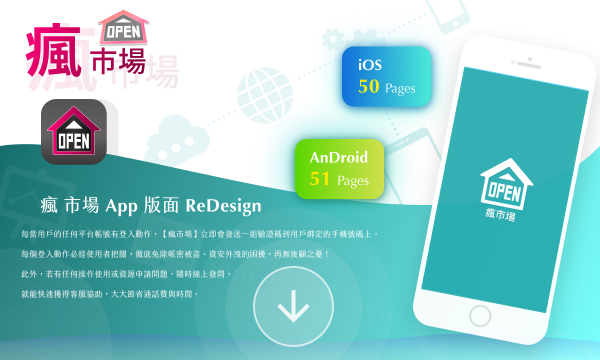 OPEN
瘋市場
iOS
50 Pages
OPEN
AnDroid
51 Pages
OPEN
瘋市場
瘋 市場 App 版面 ReDesign
每當用戶的任何平台帳號有登入動作，【瘋市場】立即會發送一組驗證碼到用戶綁定的手機號碼上，
每個登入動作必經使用者把關，徹底免除帳密被盜、資安外洩的困擾，再無後顧之憂！
此外，若有任何操作使用或資源申請問題，隨時線上發問，
就能快速獲得客服協助，大大節省通話費與時間。